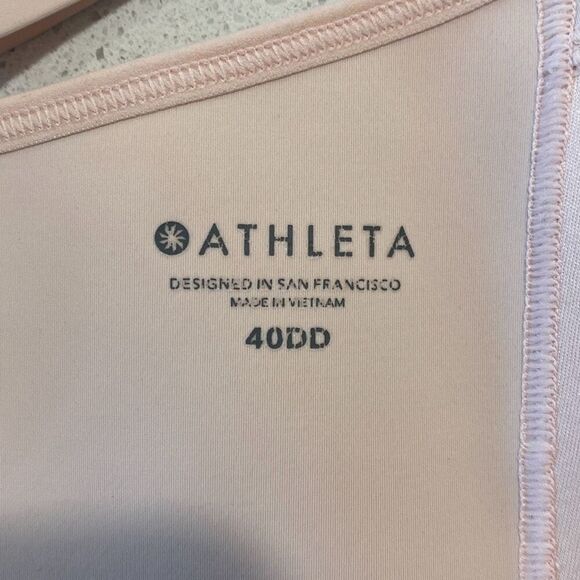 ATHLETA
DESIGNED IN SAN FRANCISCO
MADE IN VIETNAM
40DD